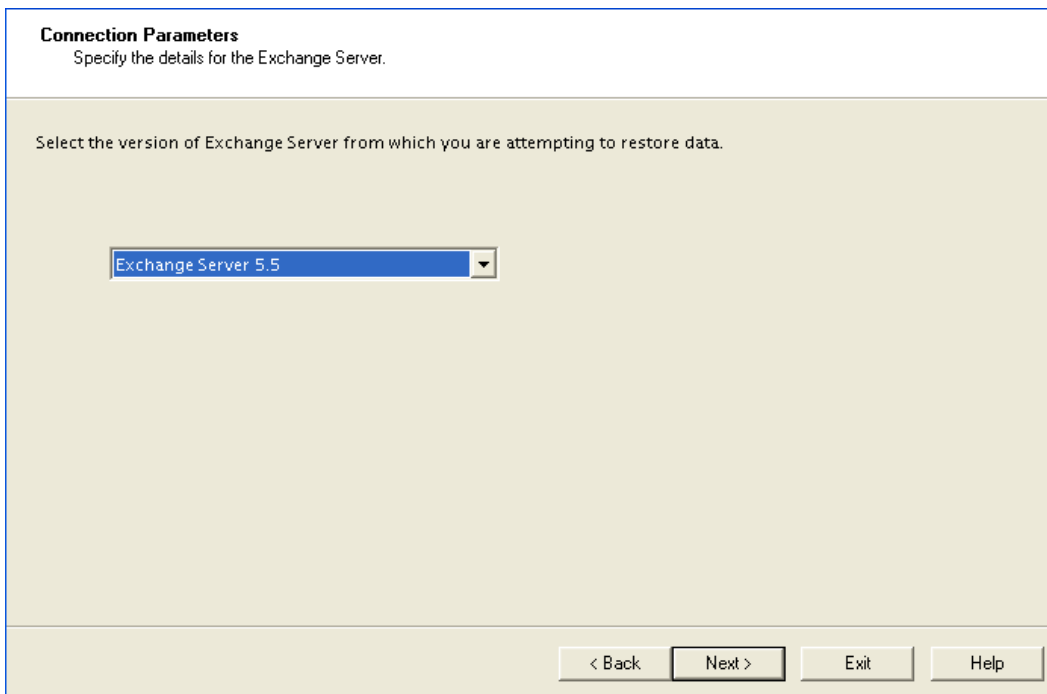 Connection Parameters
Specify the details for the Exchange Server.
Select the version of Exchange Server from which you are attempting to restore data.
Exchange Server 5.5
< Back Next > Exit Help